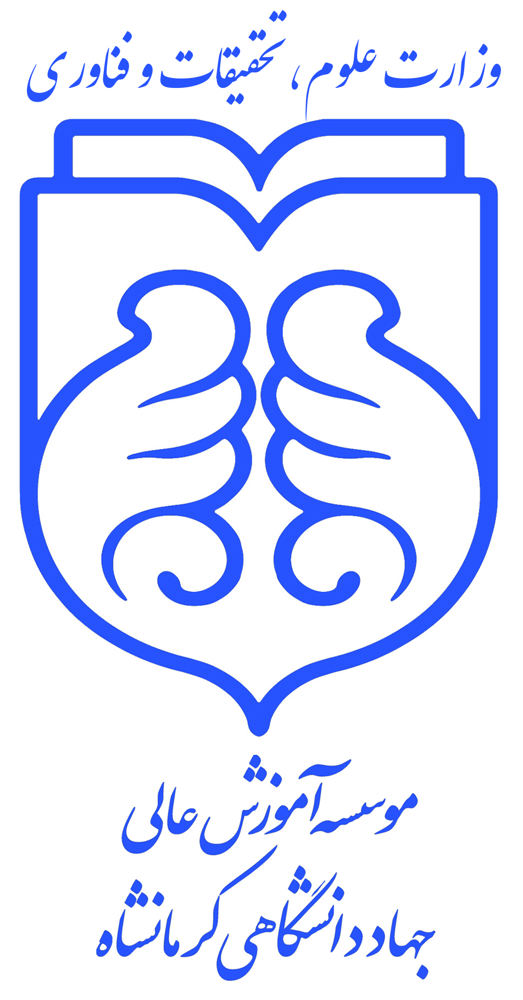 وزارت علوم، تحقیقات و فناوری
موسسه آموزش عالی
جهاد دانشگاهی کرمانشاه